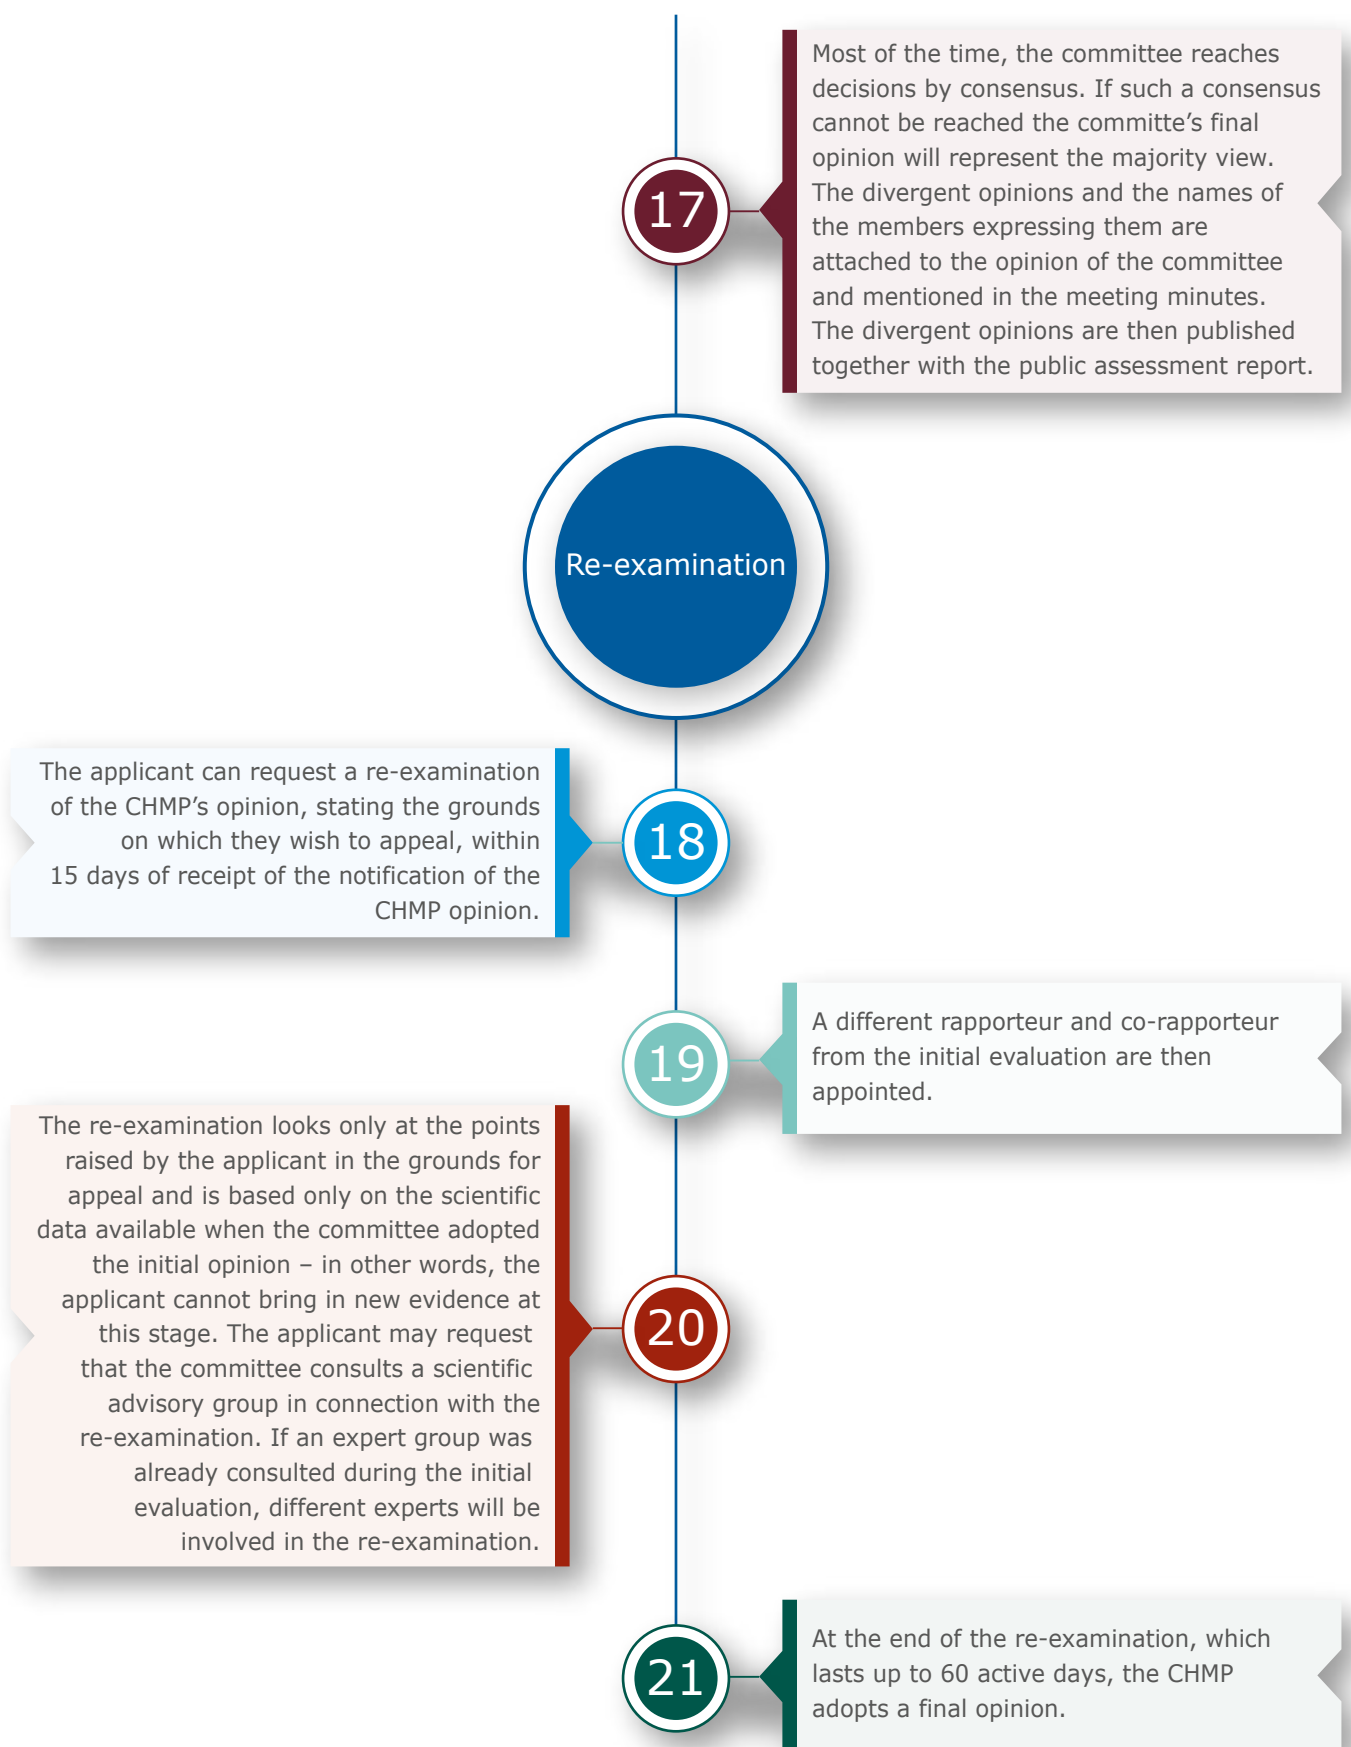 Most of the time, the committee reaches
decisions by consensus. If such a consensus
cannot be reached the committe’s final
opinion will represent the majority view.
The divergent opinions and the names of
the members expressing them are
attached to the opinion of the committee
and mentioned in the meeting minutes.
The divergent opinions are then published
together with the public assessment report.
17
Re-examination
The applicant can request a re-examination
of the CHMP’s opinion, stating the grounds
on which they wish to appeal, within
15 days of receipt of the notification of the
CHMP opinion.
18
19
A different rapporteur and co-rapporteur
from the initial evaluation are then
appointed.
The re-examination looks only at the points
raised by the applicant in the grounds for
appeal and is based only on the scientific
data available when the committee adopted
the initial opinion – in other words, the
applicant cannot bring in new evidence at
this stage. The applicant may request
that the committee consults a scientific
advisory group in connection with the
re-examination. If an expert group was
already consulted during the initial
evaluation, different experts will be
involved in the re-examination.
20
21
At the end of the re-examination, which
lasts up to 60 active days, the CHMP
adopts a final opinion.